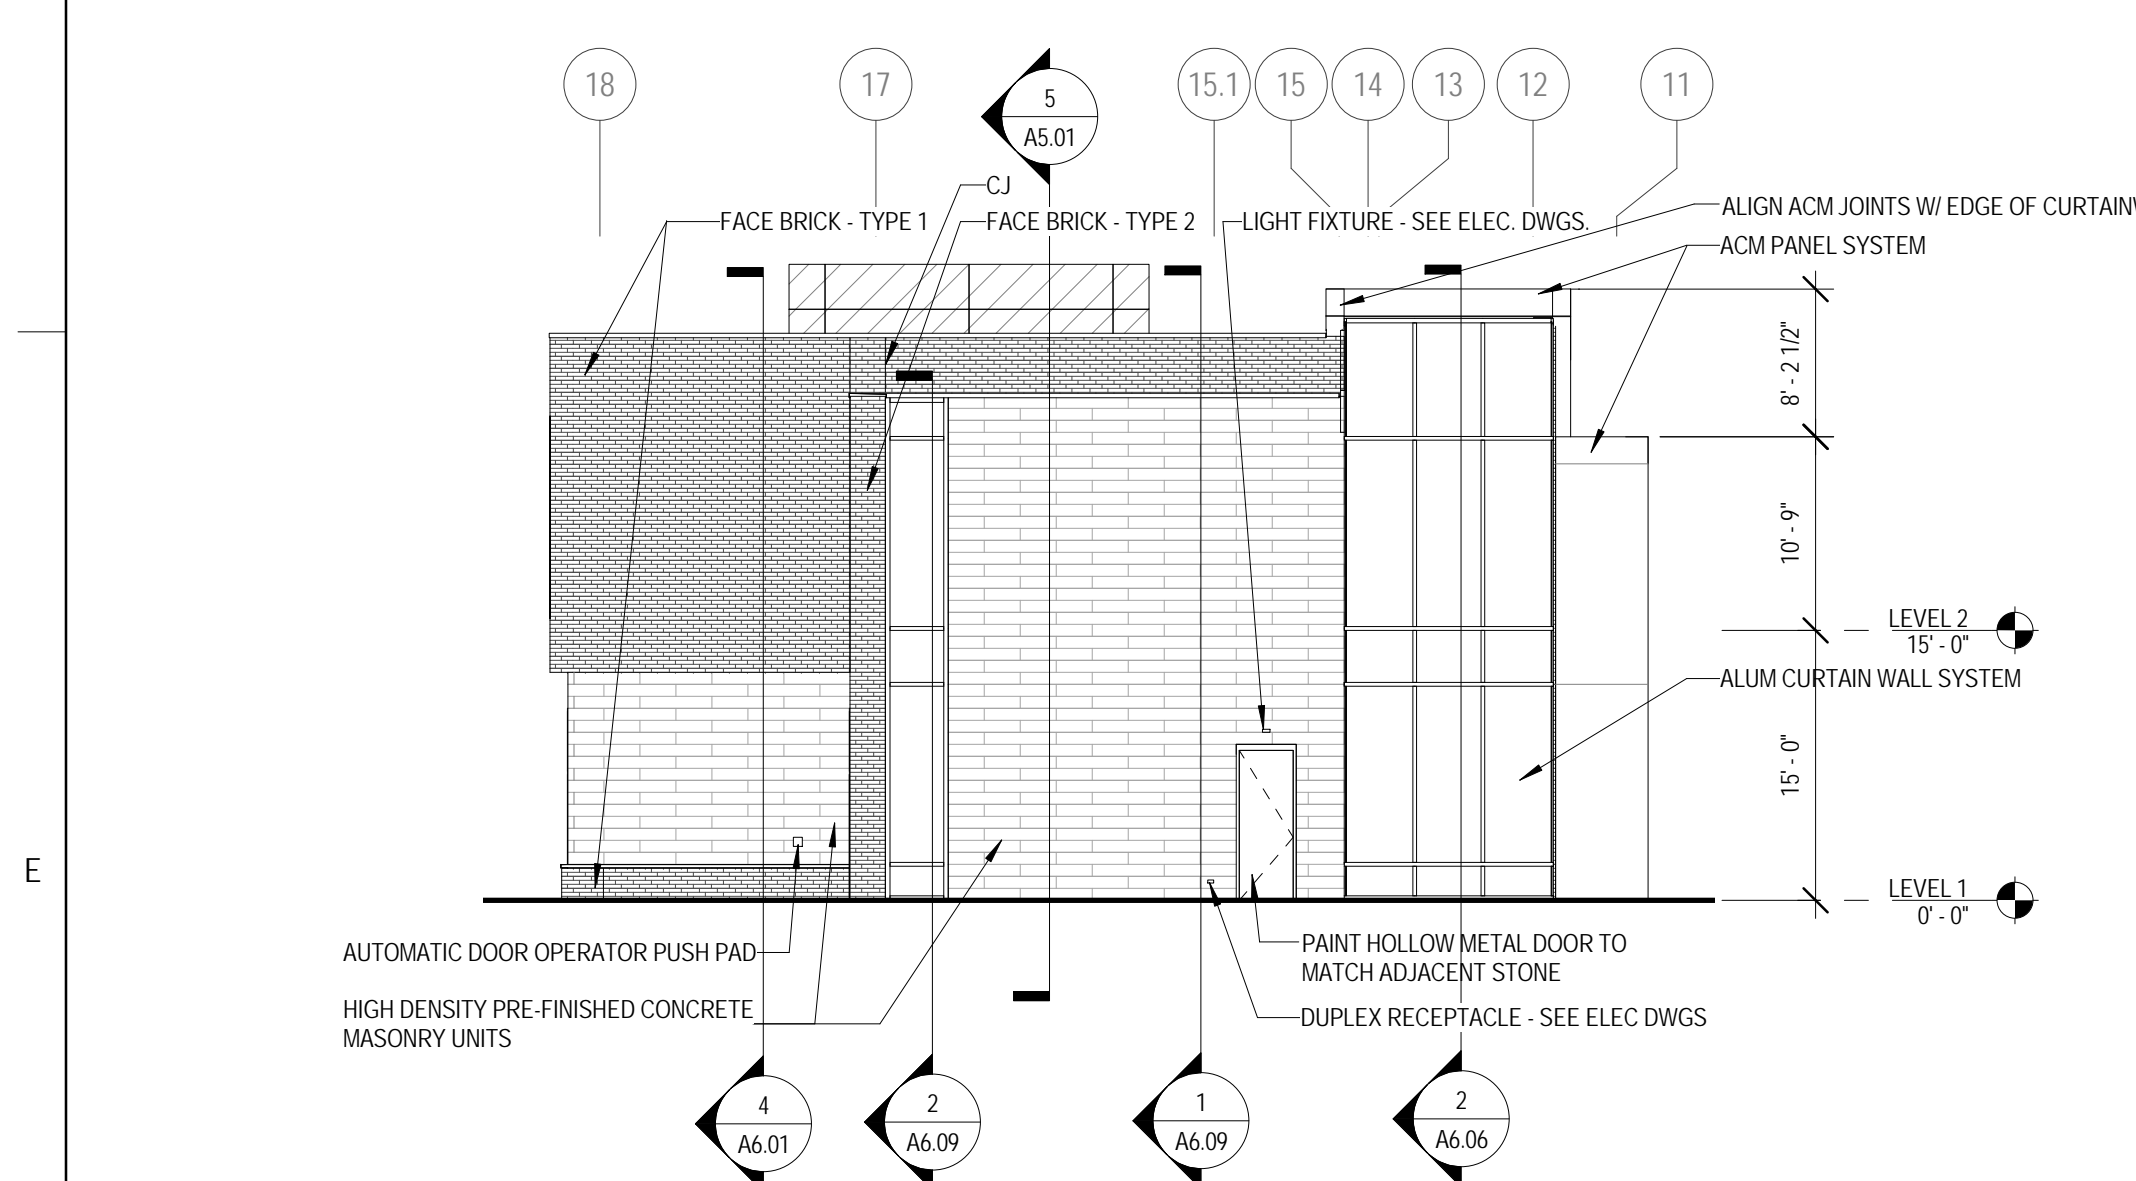 18
17
5
A5.01
15.1
15
14
13
12
11
CJ
FACE BRICK - TYPE 1
FACE BRICK - TYPE 2
LIGHT FIXTURE - SEE ELEC. DWGS.
ALIGN ACM JOINTS W/ EDGE OF
ACM PANEL SYSTEM
8' - 2 1/2"
10' - 9"
LEVEL 2
15' - 0"
ALUM CURTAIN WALL SYSTEM
15' - 0"
E
LEVEL 1
0' - 0"
AUTOMATIC DOOR OPERATOR PUSH PAD
PAINT HOLLOW METAL DOOR TO
MATCH ADJACENT STONE
HIGH DENSITY PRE-FINISHED CONCRETE
MASONRY UNITS
DUPLEX RECEPTACLE - SEE ELEC DWGS
4
A6.01
2
A6.09
1
A6.09
2
A6.06